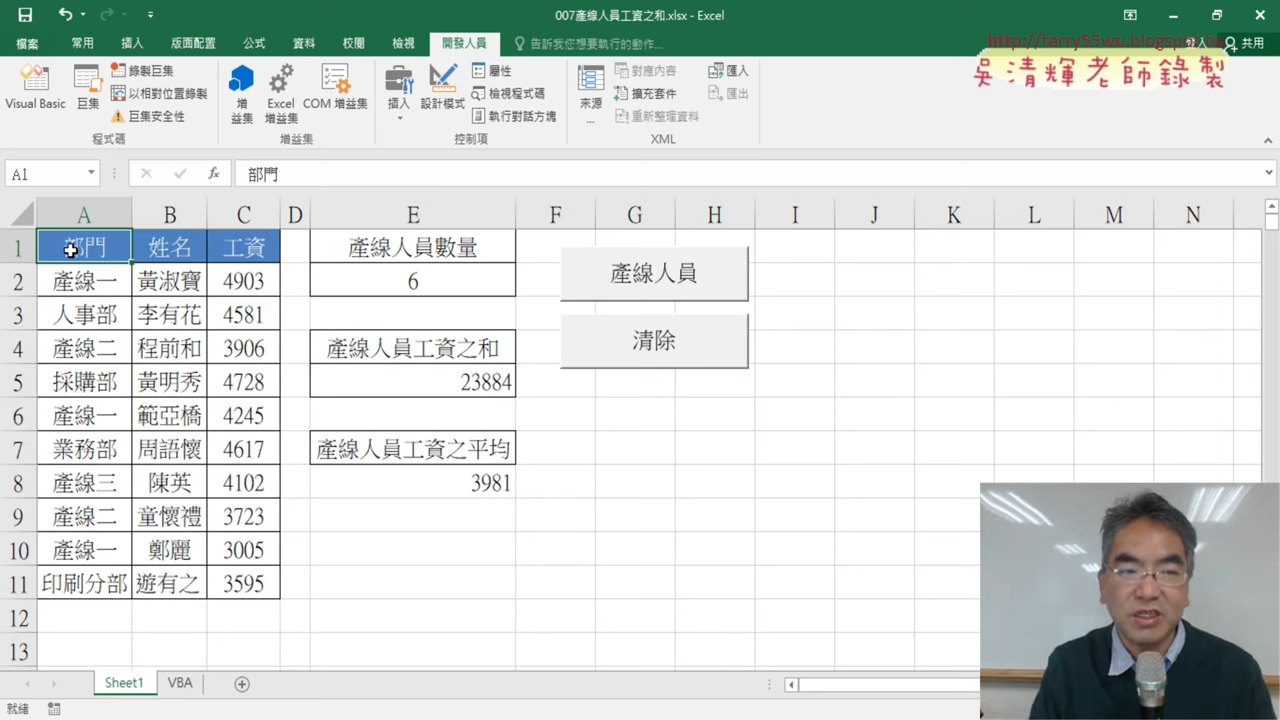 007產線人員工資之和.xlsx - Excel
檔案 常用 插入 版面配置 公式 資料 校閱 檢視 開發人員 告訴我您想要執行的動作... 登入 共用
http://terry55wu.blogspot.tw
吳清輝老師錄製
Visual Basic 巨集 錄製巨集 以相對位置錄製 巨集安全性
增益集 Excel 增益集 COM 增益集
插入 設計模式 屬性 檢視程式碼 執行對話方塊
來源... 對應內容 擴充套件 重新整理資料 匯入 匯出
程式碼 增益集 控制項 XML
A1 fx 部門
A B C D E F G H I J K L M N
1 部門 姓名 工資 產線人員數量
2 產線一 黃淑寶 4903 6
產線人員
3 人事部 李有花 4581
清除
4 產線二 程前和 3906 產線人員工資之和
5 採購部 黃明秀 4728 23884
6 產線一 範亞橋 4245
7 業務部 周語懷 4617 產線人員工資之平均
8 產線三 陳英 4102 3981
9 產線二 童懷禮 3723
10 產線一 鄭麗 3005
11 印刷分部 遊有之 3595
12
13
Sheet1 VBA
就緒